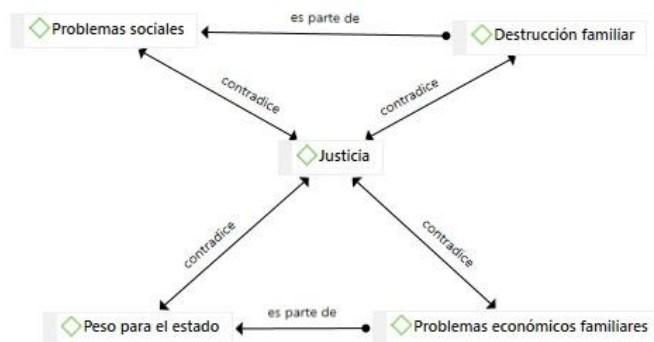 es parte de
Problemas sociales
Destrucción familiar
contradice
contradice
Justicia
contradice
contradice
es parte de
Peso para el estado
Problemas económicos familiares